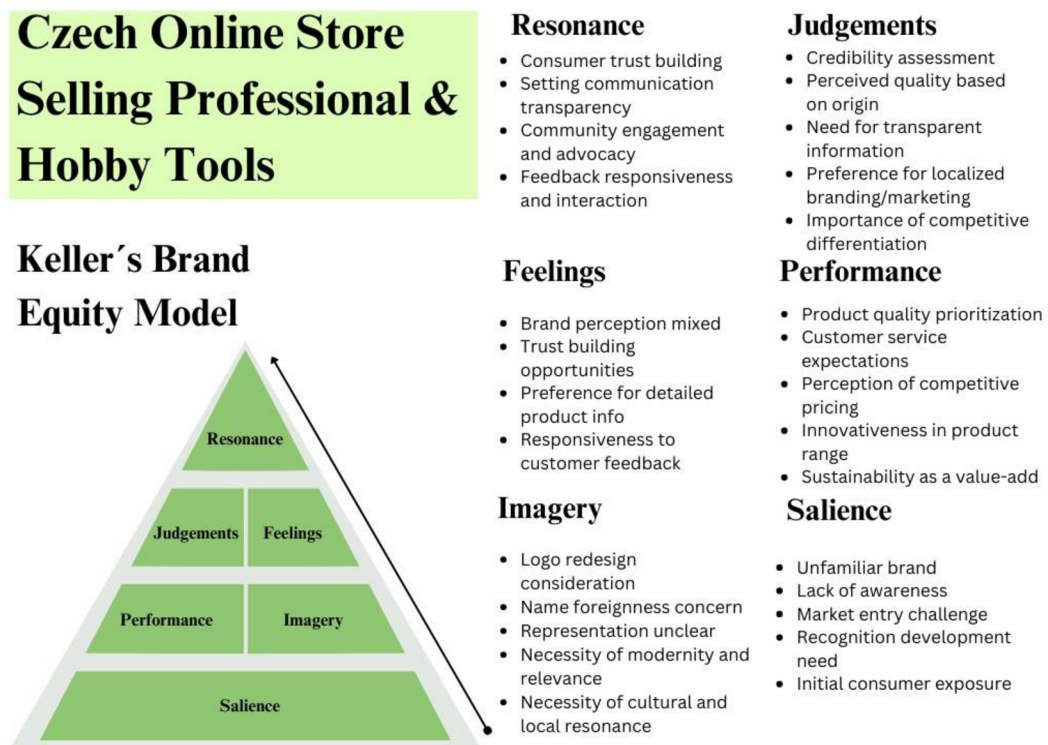 Czech Online Store
Selling Professional &
Hobby Tools
Keller´s Brand
Equity Model
Resonance
Judgements
Feelings
Performance
Imagery
Salience
Resonance
• Consumer trust building
• Setting communication
transparency
• Community engagement
and advocacy
• Feedback responsiveness
and interaction
Judgements
• Credibility assessment
• Perceived quality based
on origin
• Need for transparent
information
• Preference for localized
branding/marketing
• Importance of competitive
differentiation
Feelings
• Brand perception mixed
• Trust building
opportunities
• Preference for detailed
product info
• Responsiveness to
customer feedback
Performance
• Product quality prioritization
• Customer service
expectations
• Perception of competitive
pricing
• Innovativeness in product
range
• Sustainability as a value-add
Imagery
• Logo redesign
consideration
• Name foreignness concern
• Representation unclear
• Necessity of modernity and
relevance
• Necessity of cultural and
local resonance
Salience
• Unfamiliar brand
• Lack of awareness
• Market entry challenge
• Recognition development
need
• Initial consumer exposure